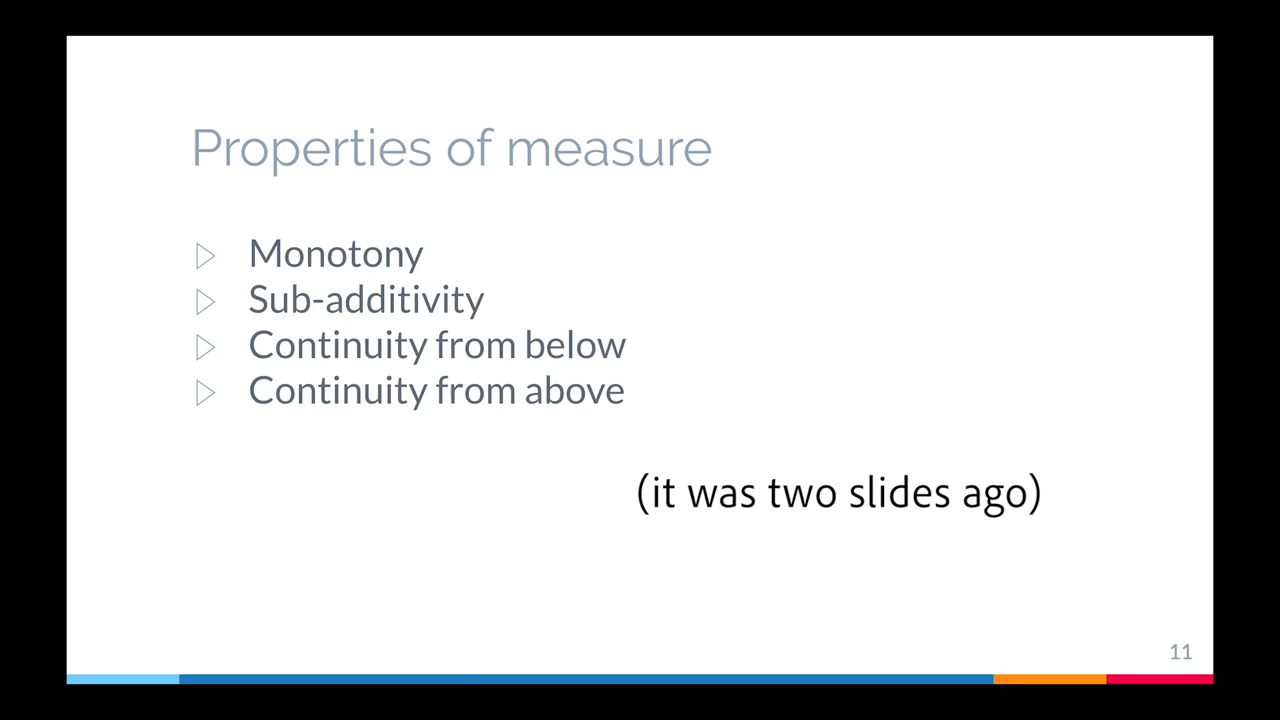 Properties of measure
Monotony
Sub-additivity
Continuity from below
Continuity from above
(it was two slides ago)
11